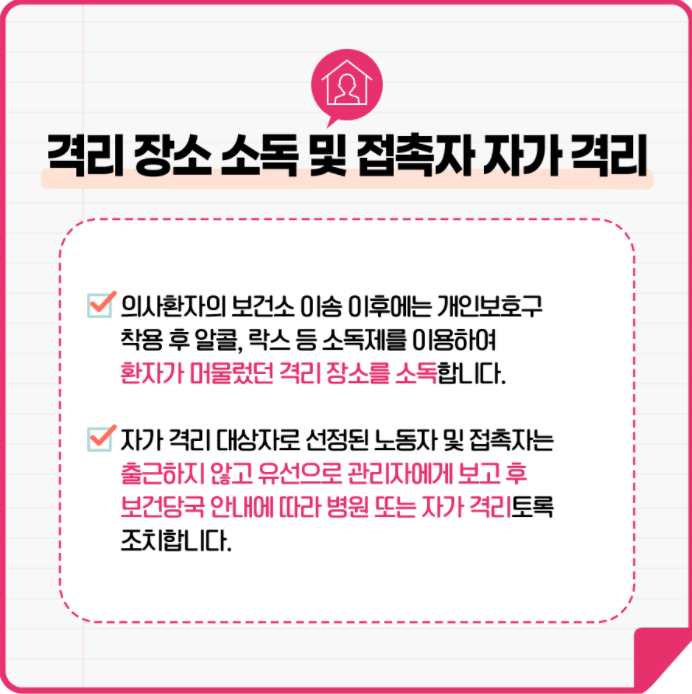 격리 장소 소독 및 접촉자 자가 격리
의사환자의 보건소 이송 이후에는 개인보호구
착용 후 알콜, 락스 등 소독제를 이용하여
환자가 머물렀던 격리 장소를 소독합니다.
자가 격리 대상자로 선정된 노동자 및 접촉자는
출근하지 않고 유선으로 관리자에게 보고 후
보건당국 안내에 따라 병원 또는 자가 격리토록
조치합니다.